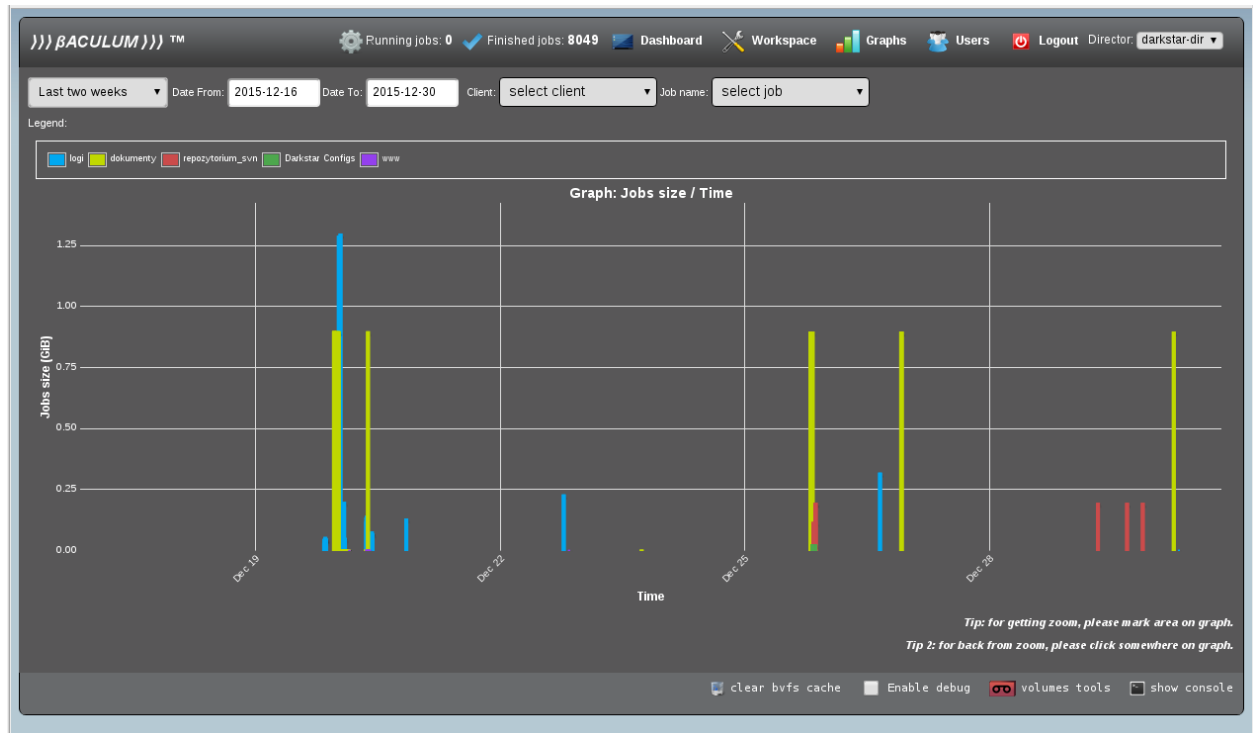 ))) βACULUM ))) ™ Running jobs: 0 Finished jobs: 8049 Dashboard Workspace Graphs Users Logout Director: darkstar-dir
Last two weeks Date From: 2015-12-16 Date To: 2015-12-30 Client: select client Job name: select job
Legend:
logi dokumenty repozytorium_svn Darkstar Configs www
Graph: Jobs size / Time
Jobs size (GiB)
1.25
1.00
0.75
0.50
0.25
0.00
Dec 19 Dec 22 Dec 25 Dec 28
Time
Tip: for getting zoom, please mark area on graph.
Tip 2: for back from zoom, please click somewhere on graph.
clear bvfs cache Enable debug volumes tools show console